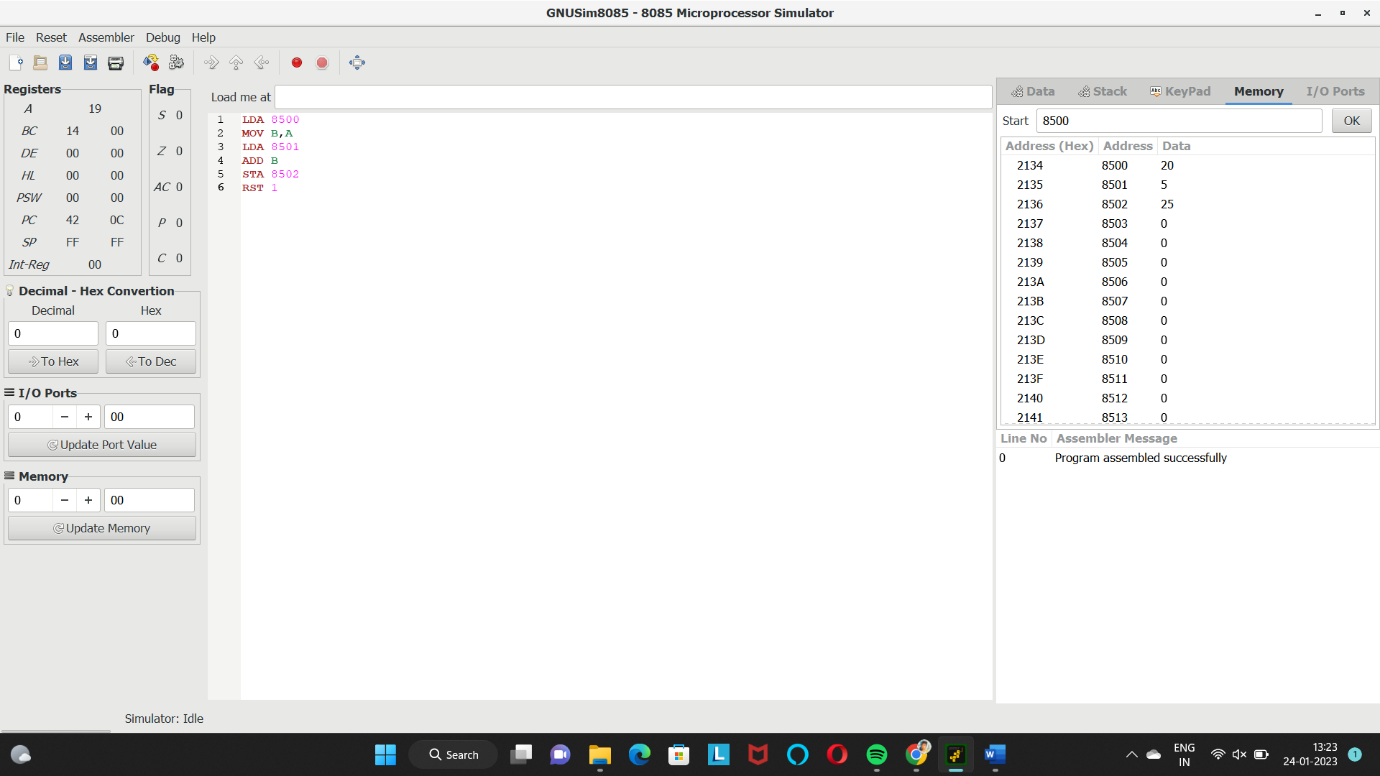 GNUSim8085 - 8085 Microprocessor Simulator
File Reset Assembler Debug Help
Registers
A 19
BC 14 00
DE 00 00
HL 00 00
PSW 00 00
PC 42 0C
SP FF FF
Int-Reg 00
Flag
S 0
Z 0
AC 0
P 0
C 0
Decimal - Hex Convertion
Decimal Hex
0 0
To Hex To Dec
I/O Ports
0 − + 00
Update Port Value
Memory
0 − + 00
Update Memory
Load me at
1 LDA 8500
2 MOV B,A
3 LDA 8501
4 ADD B
5 STA 8502
6 RST 1
Data Stack Abc KeyPad Memory I/O Ports
Start 8500 OK
Address (Hex) Address Data
2134 8500 20
2135 8501 5
2136 8502 25
2137 8503 0
2138 8504 0
2139 8505 0
213A 8506 0
213B 8507 0
213C 8508 0
213D 8509 0
213E 8510 0
213F 8511 0
2140 8512 0
2141 8513 0
Line No Assembler Message
0 Program assembled successfully
Simulator: Idle
Search
L
W
ENG
IN
13:23
24-01-2023
1